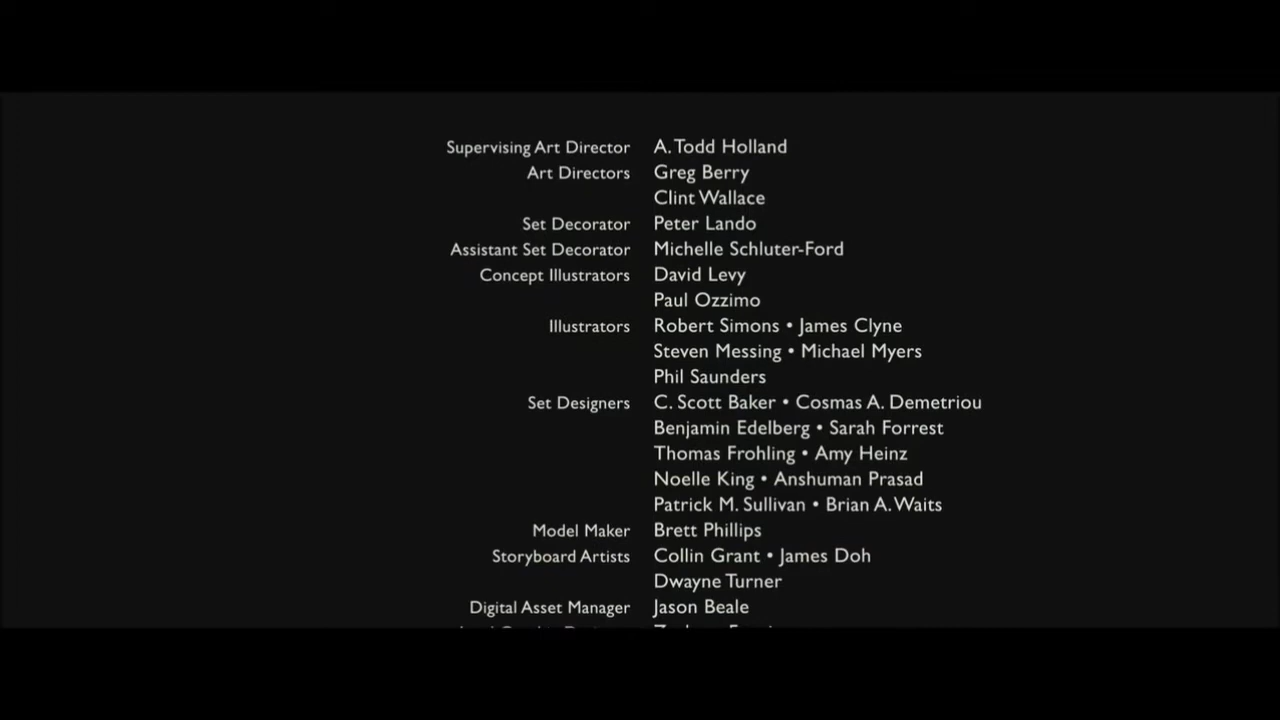 Supervising Art Director A. Todd Holland
Art Directors Greg Berry
Clint Wallace
Set Decorator Peter Lando
Assistant Set Decorator Michelle Schluter-Ford
Concept Illustrators David Levy
Paul Ozzimo
Illustrators Robert Simons • James Clyne
Steven Messing • Michael Myers
Phil Saunders
Set Designers C. Scott Baker • Cosmas A. Demetriou
Benjamin Edelberg • Sarah Forrest
Thomas Frohling • Amy Heinz
Noelle King • Anshuman Prasad
Patrick M. Sullivan • Brian A. Waits
Model Maker Brett Phillips
Storyboard Artists Collin Grant • James Doh
Dwayne Turner
Digital Asset Manager Jason Beale